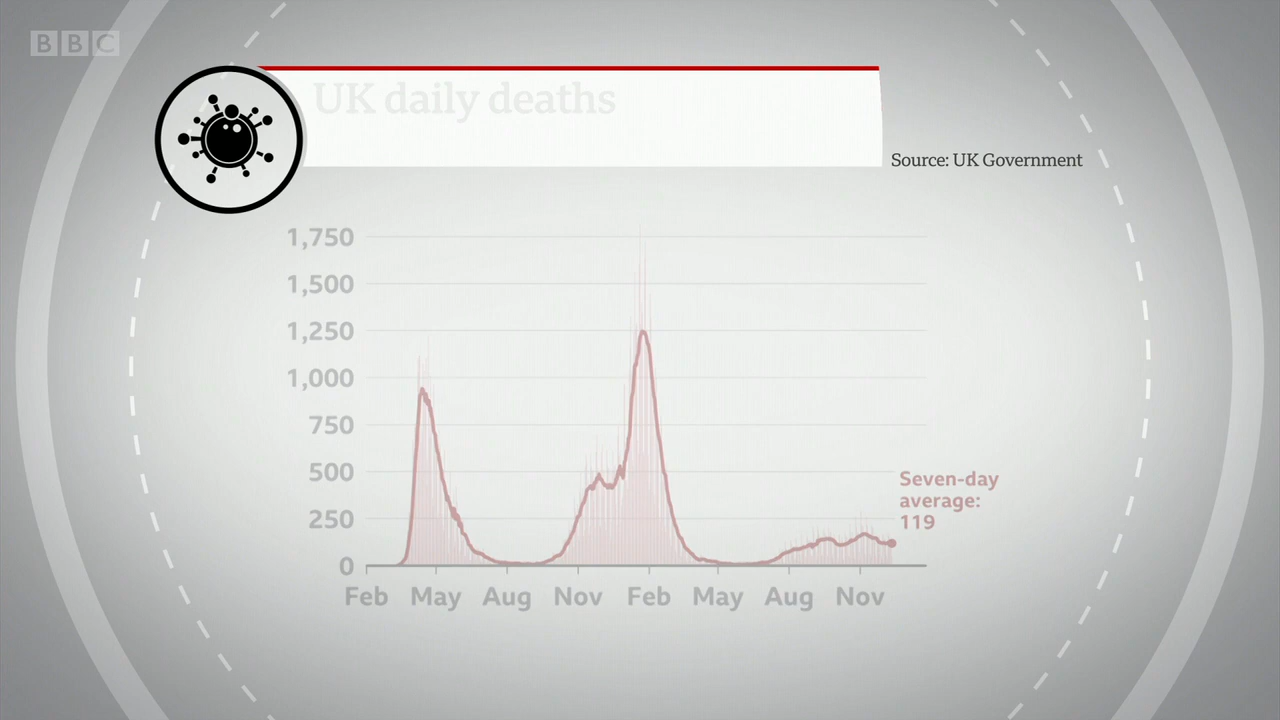 BBC
UK daily deaths
Source: UK Government
1,750
1,500
1,250
1,000
750
500
250
0
Seven-day
average:
119
Feb May Aug Nov Feb May Aug Nov